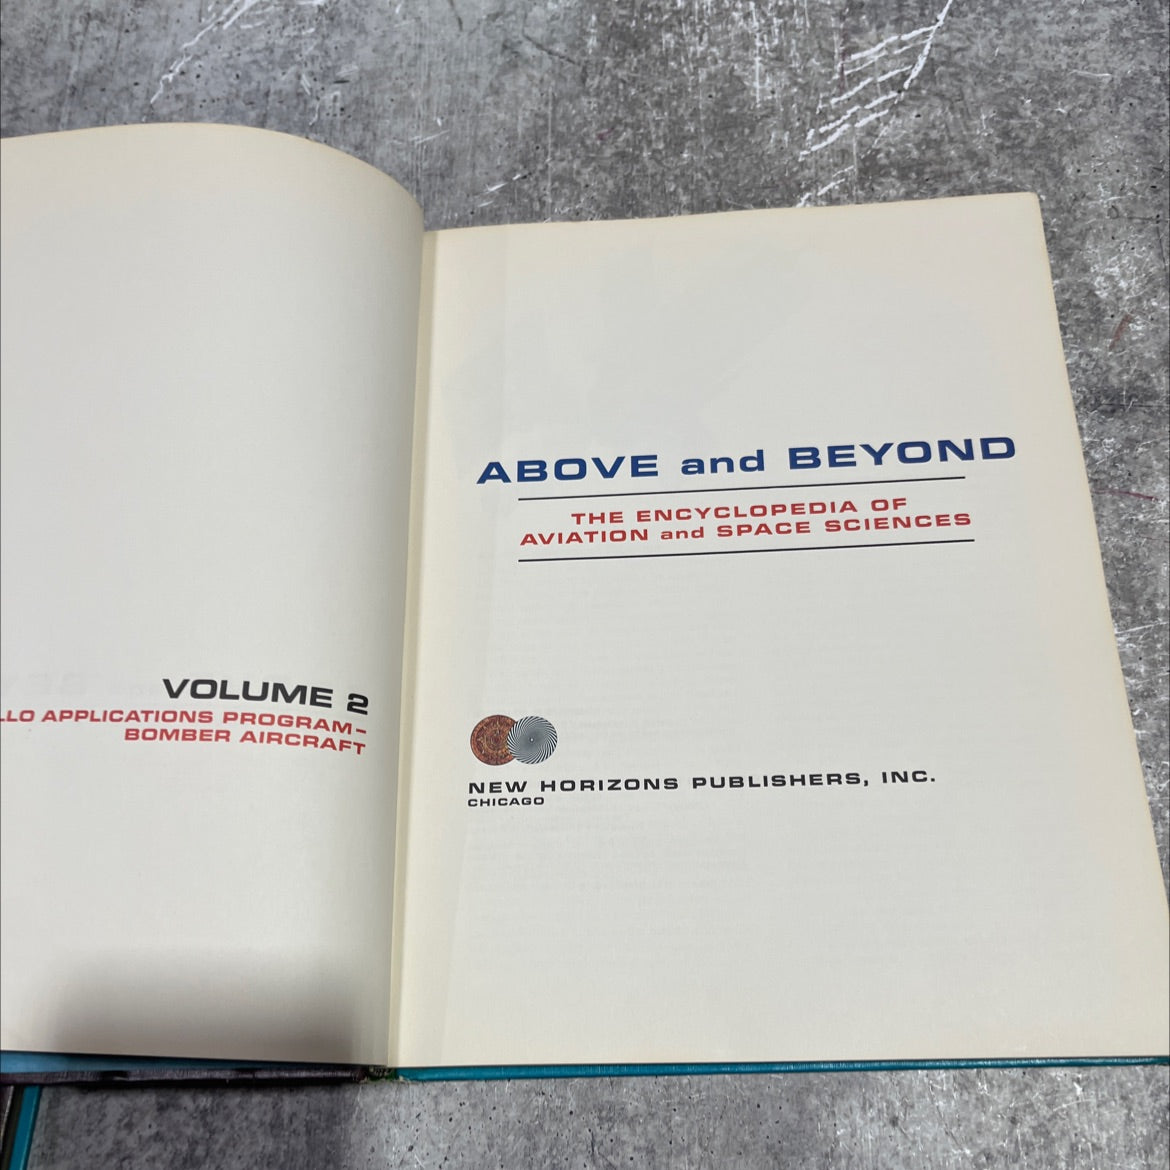 VOLUME 2
LLO APPLICATIONS PROGRAM–
BOMBER AIRCRAFT
ABOVE and BEYOND
THE ENCYCLOPEDIA OF
AVIATION and SPACE SCIENCES
NEW HORIZONS PUBLISHERS, INC.
CHICAGO